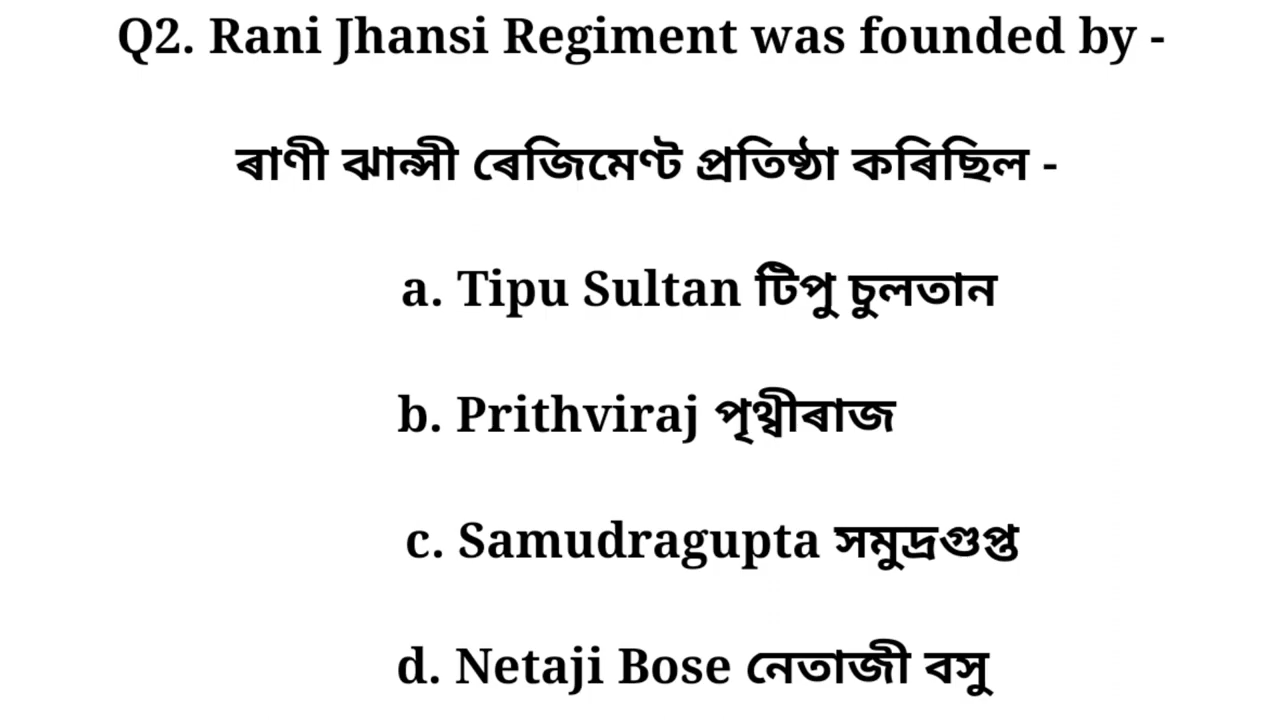 Q2. Rani Jhansi Regiment was founded by -
ৰাণী ঝান্সী ৰেজিমেণ্ট প্ৰতিষ্ঠা কৰিছিল -
a. Tipu Sultan টিপু চুলতান
b. Prithviraj পৃথ্বীৰাজ
c. Samudragupta সমুদ্ৰগুপ্ত
d. Netaji Bose নেতাজী বসু